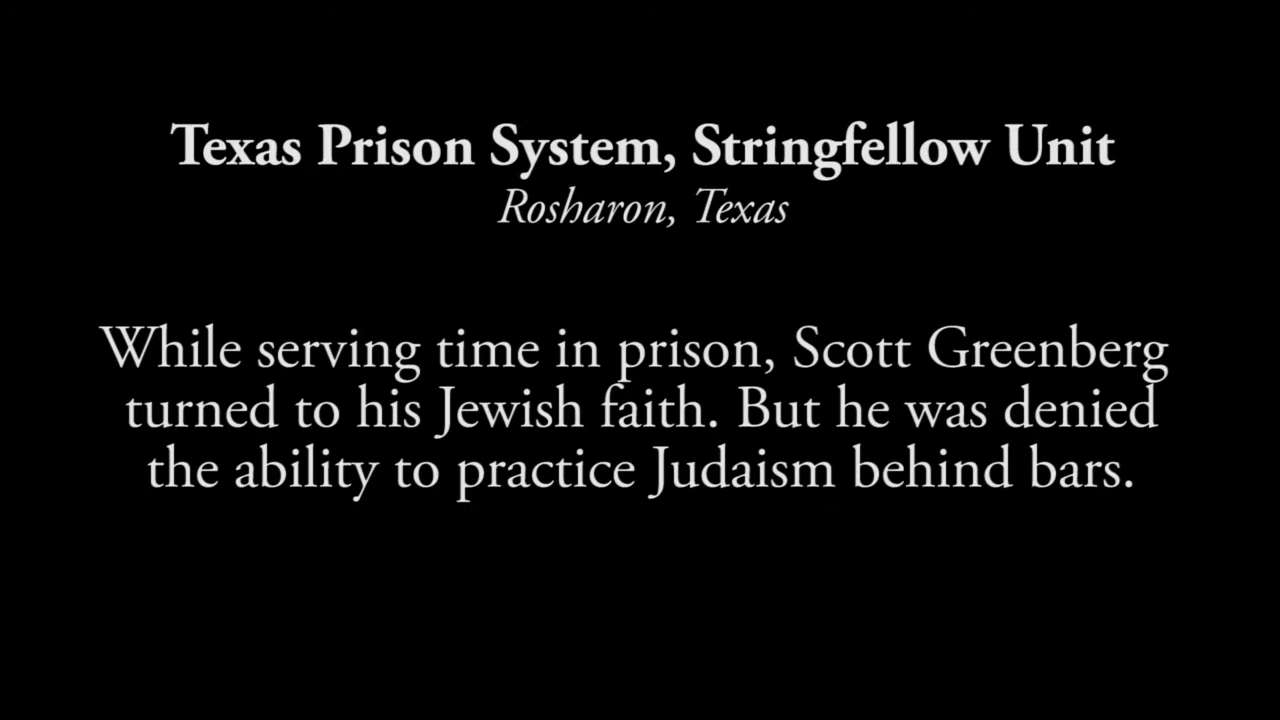 Texas Prison System, Stringfellow Unit
Rosharon, Texas
While serving time in prison, Scott Greenberg
turned to his Jewish faith. But he was denied
the ability to practice Judaism behind bars.